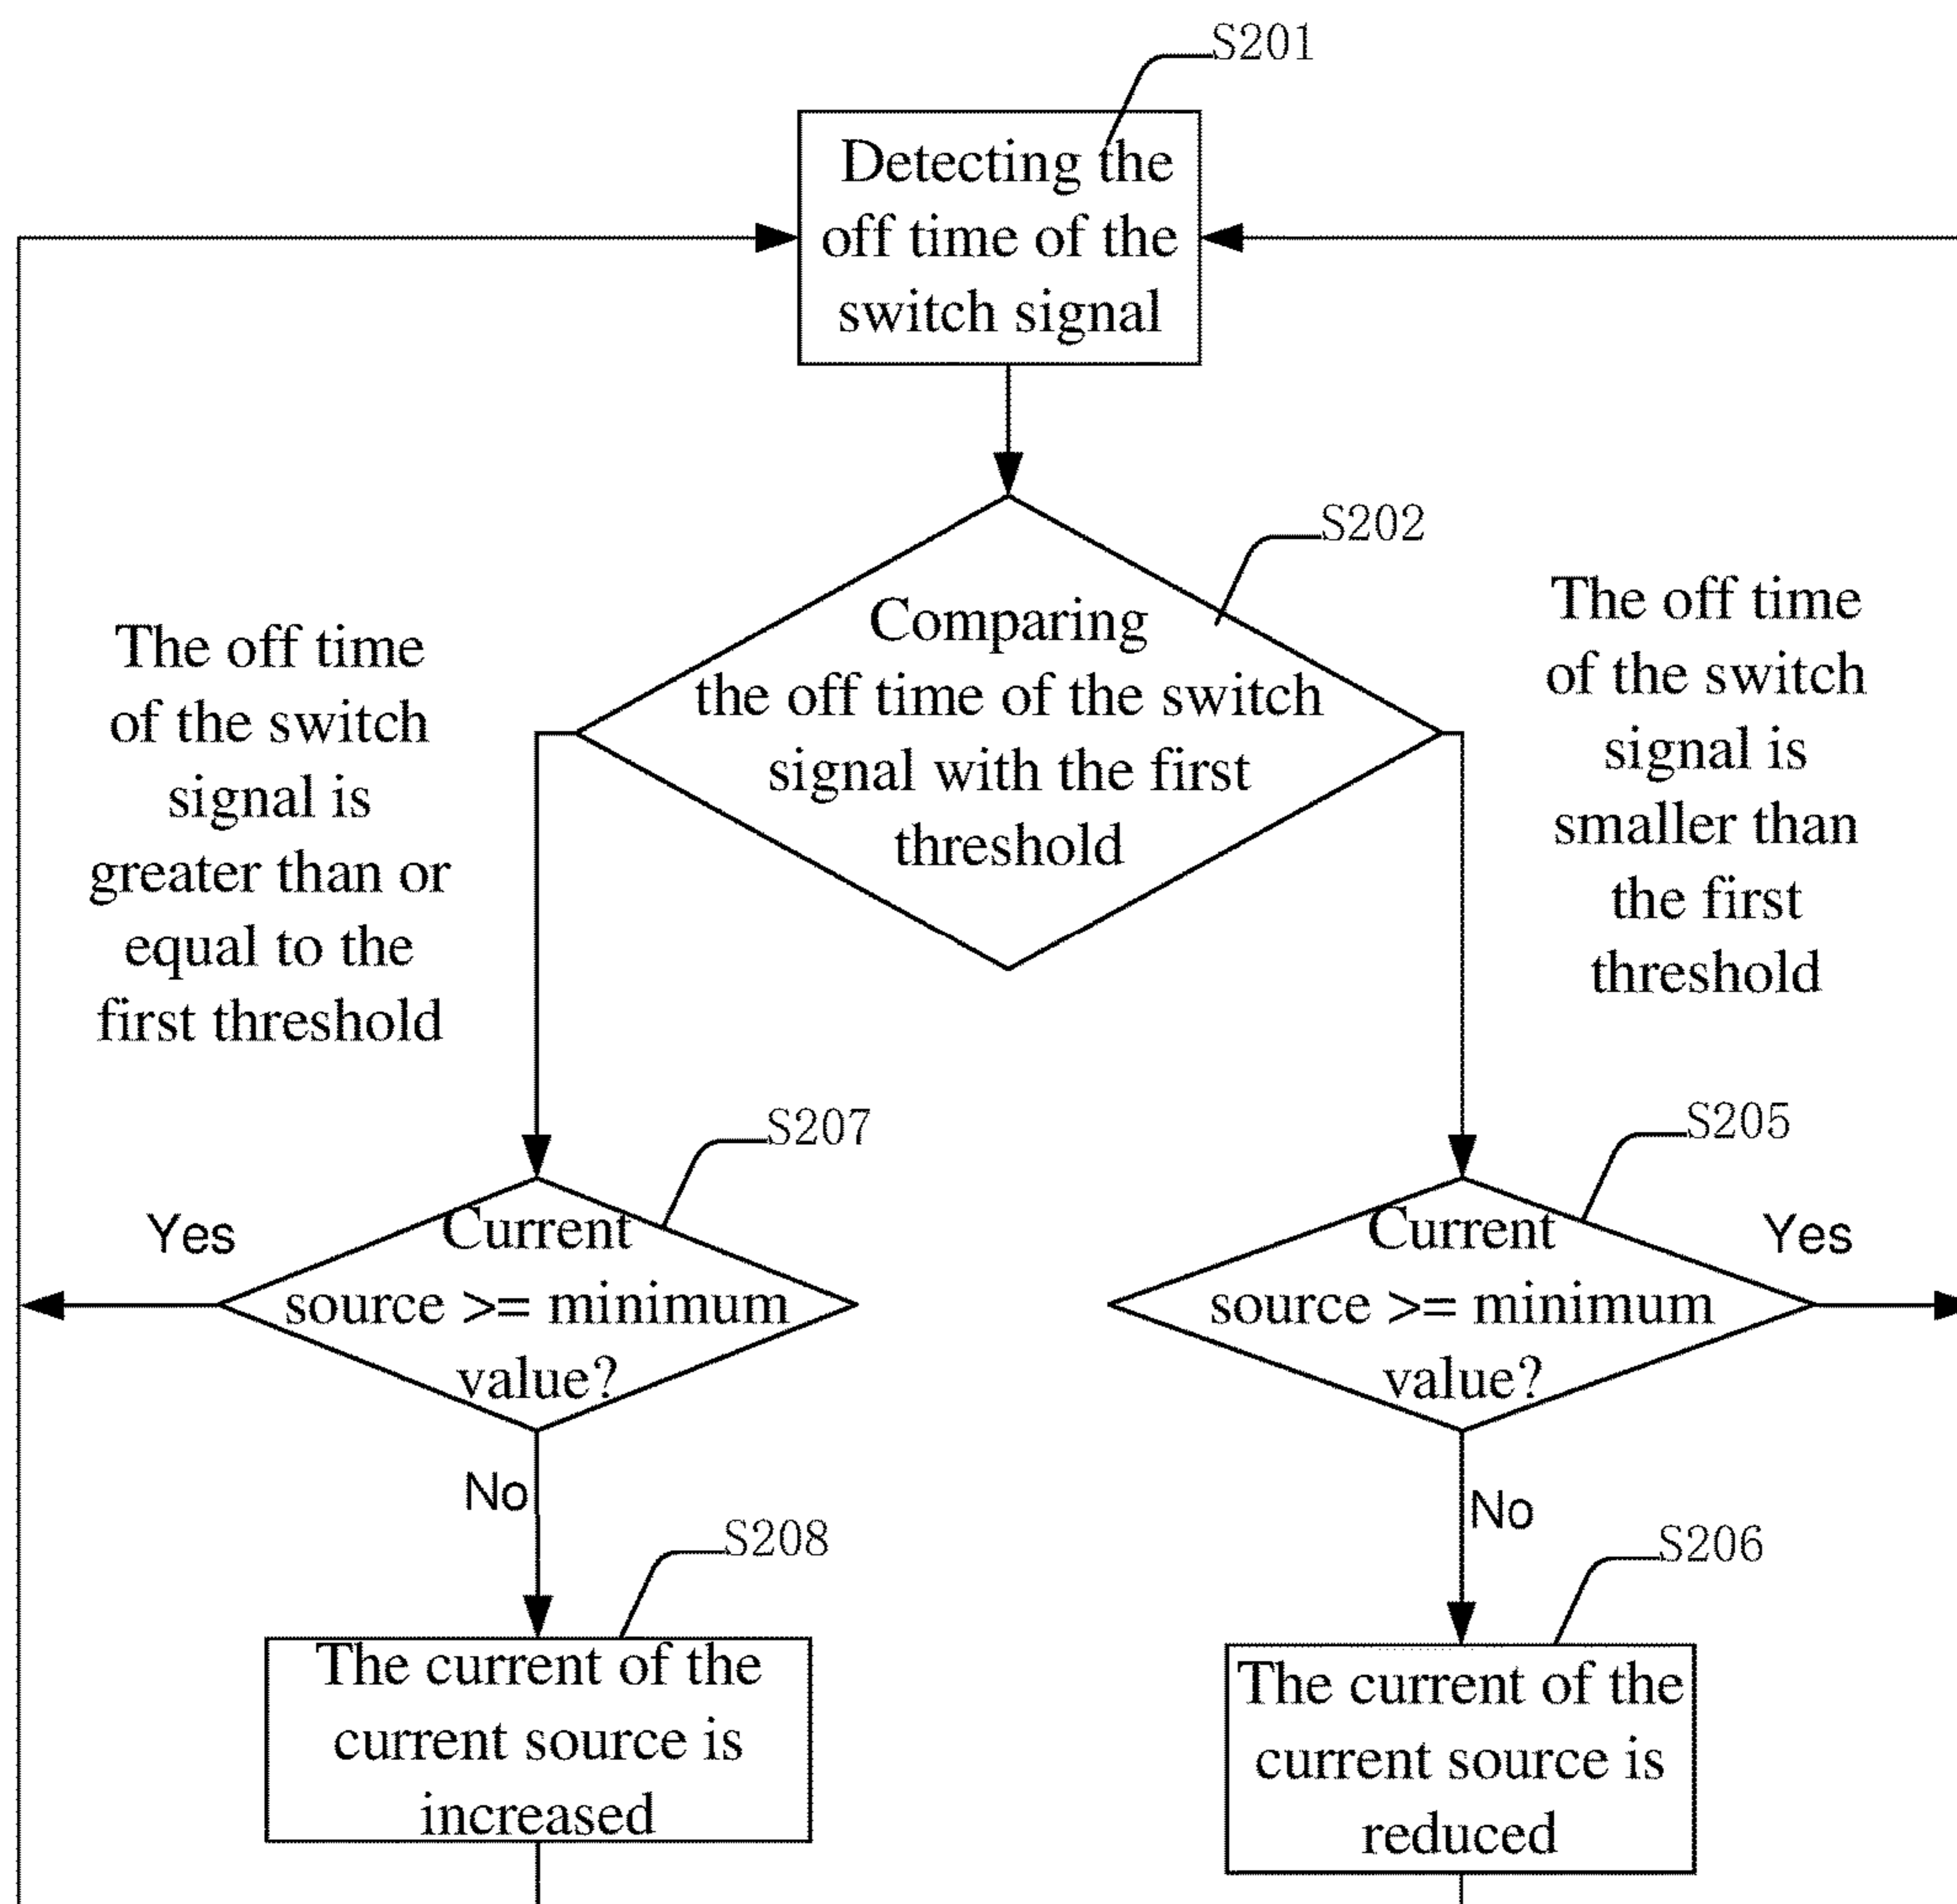 S201
Detecting the
off time of the
switch signal
S202
Comparing
the off time of the switch
signal with the first
threshold
The off time
of the switch
signal is
greater than or
equal to the
first threshold
The off time
of the switch
signal is
smaller than
the first
threshold
S207
Current
source >= minimum
value?
Yes
No
S205
Current
source >= minimum
value?
Yes
No
S208
The current of the
current source is
increased
S206
The current of the
current source is
reduced